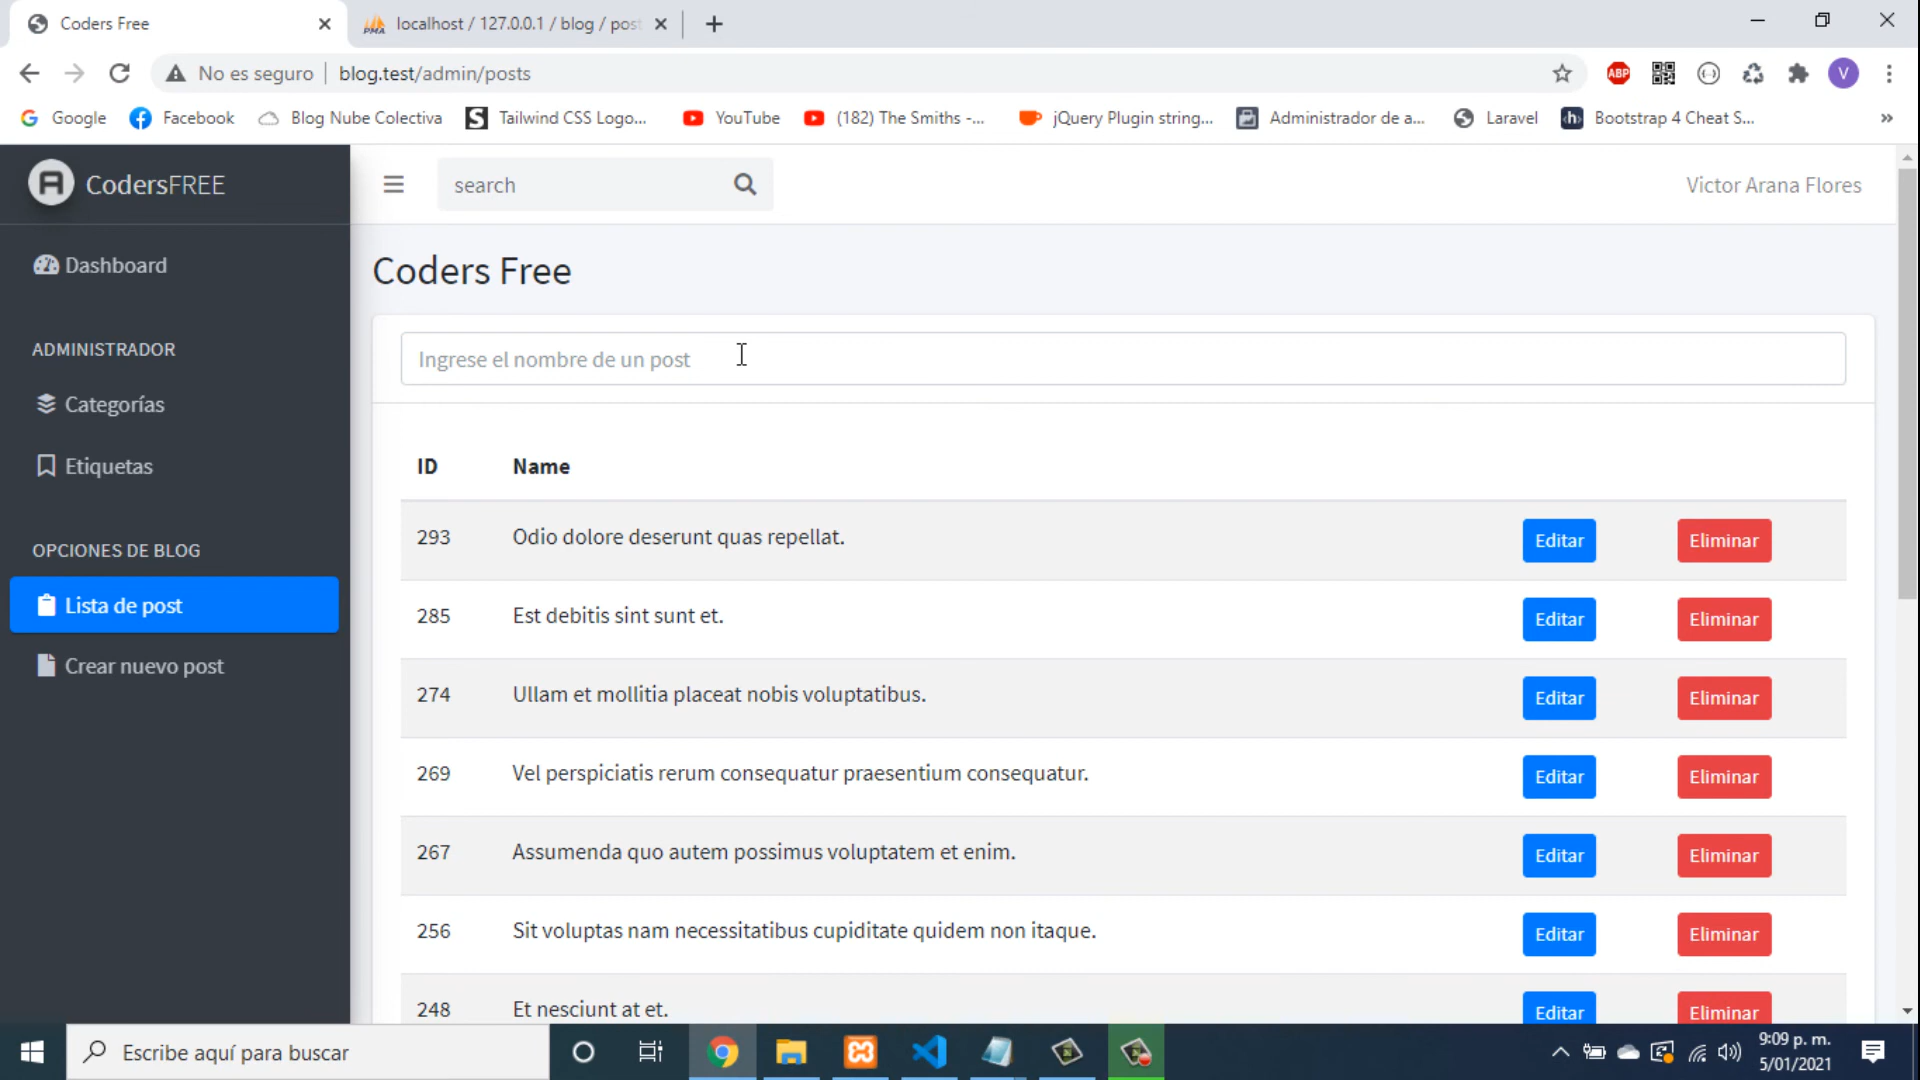 Coders Free
PMA localhost / 127.0.0.1 / blog / post
No es seguro blog.test/admin/posts
ABP
V
Google Facebook Blog Nube Colectiva Tailwind CSS Logo... YouTube (182) The Smiths -... jQuery Plugin string... Administrador de a... Laravel Bootstrap 4 Cheat S... »
CodersFREE
search
Victor Arana Flores
Dashboard
ADMINISTRADOR
Categorías
Etiquetas
OPCIONES DE BLOG
Lista de post
Crear nuevo post
Coders Free
Ingrese el nombre de un post
ID Name
293 Odio dolore deserunt quas repellat. Editar Eliminar
285 Est debitis sint sunt et. Editar Eliminar
274 Ullam et mollitia placeat nobis voluptatibus. Editar Eliminar
269 Vel perspiciatis rerum consequatur praesentium consequatur. Editar Eliminar
267 Assumenda quo autem possimus voluptatem et enim. Editar Eliminar
256 Sit voluptas nam necessitatibus cupiditate quidem non itaque. Editar Eliminar
248 Et nesciunt at et. Editar Eliminar
Escribe aquí para buscar
9:09 p. m.
5/01/2021